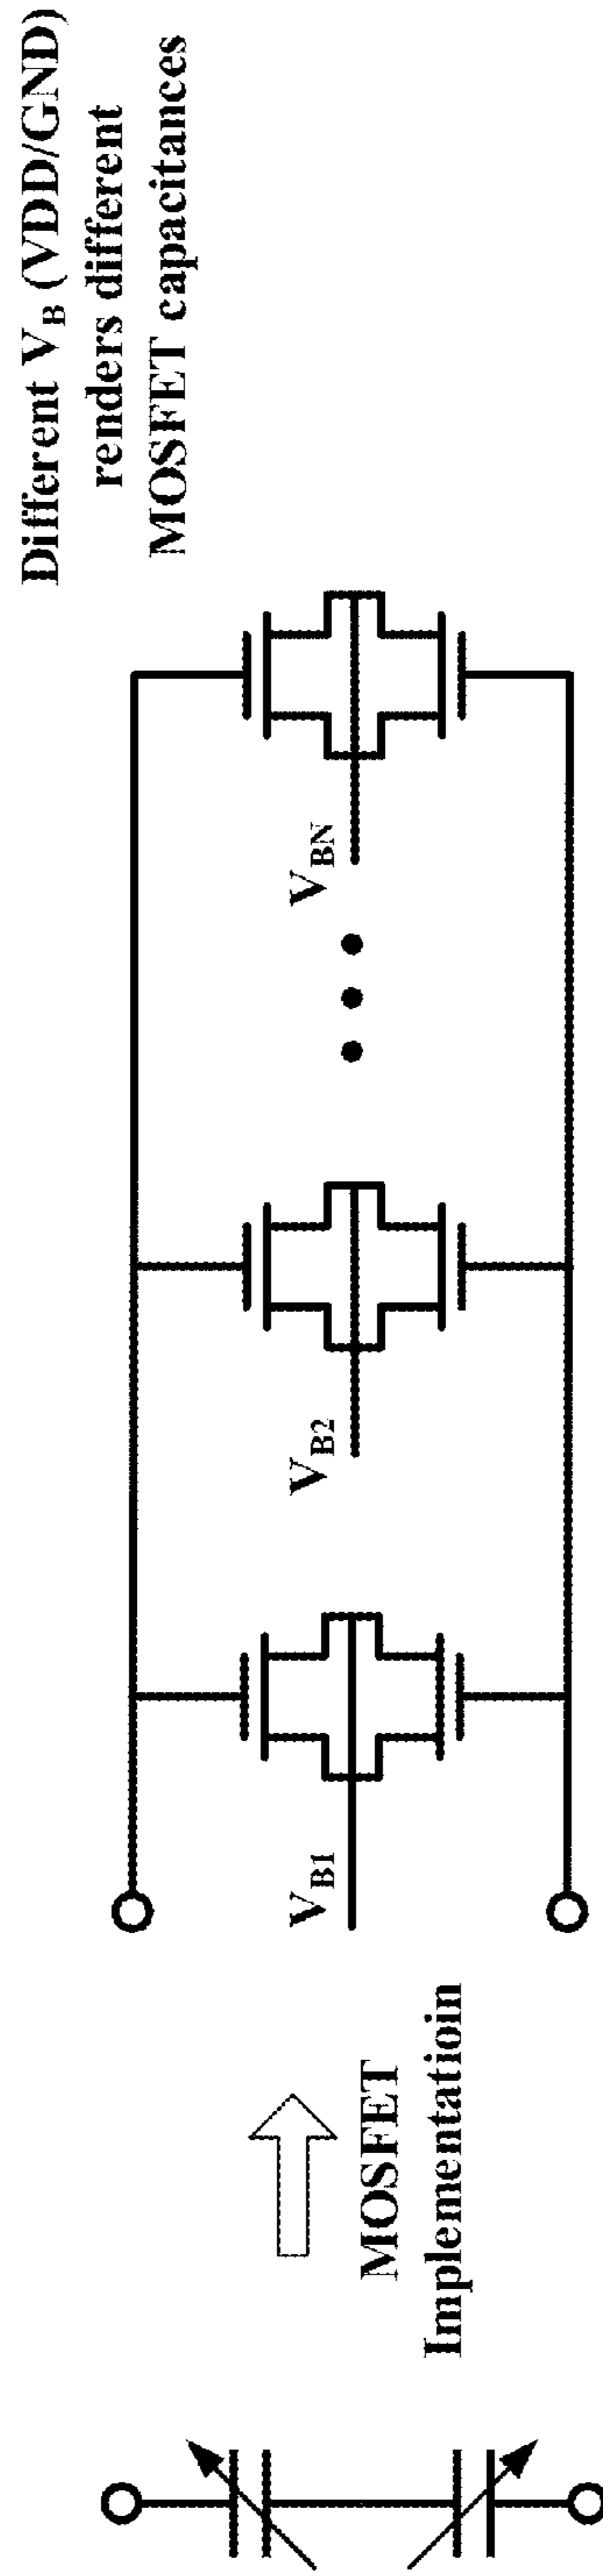 Different V_B (VDD/GND)
renders different
MOSFET capacitances
MOSFET
Implementatioin
V_B1
V_B2
V_BN